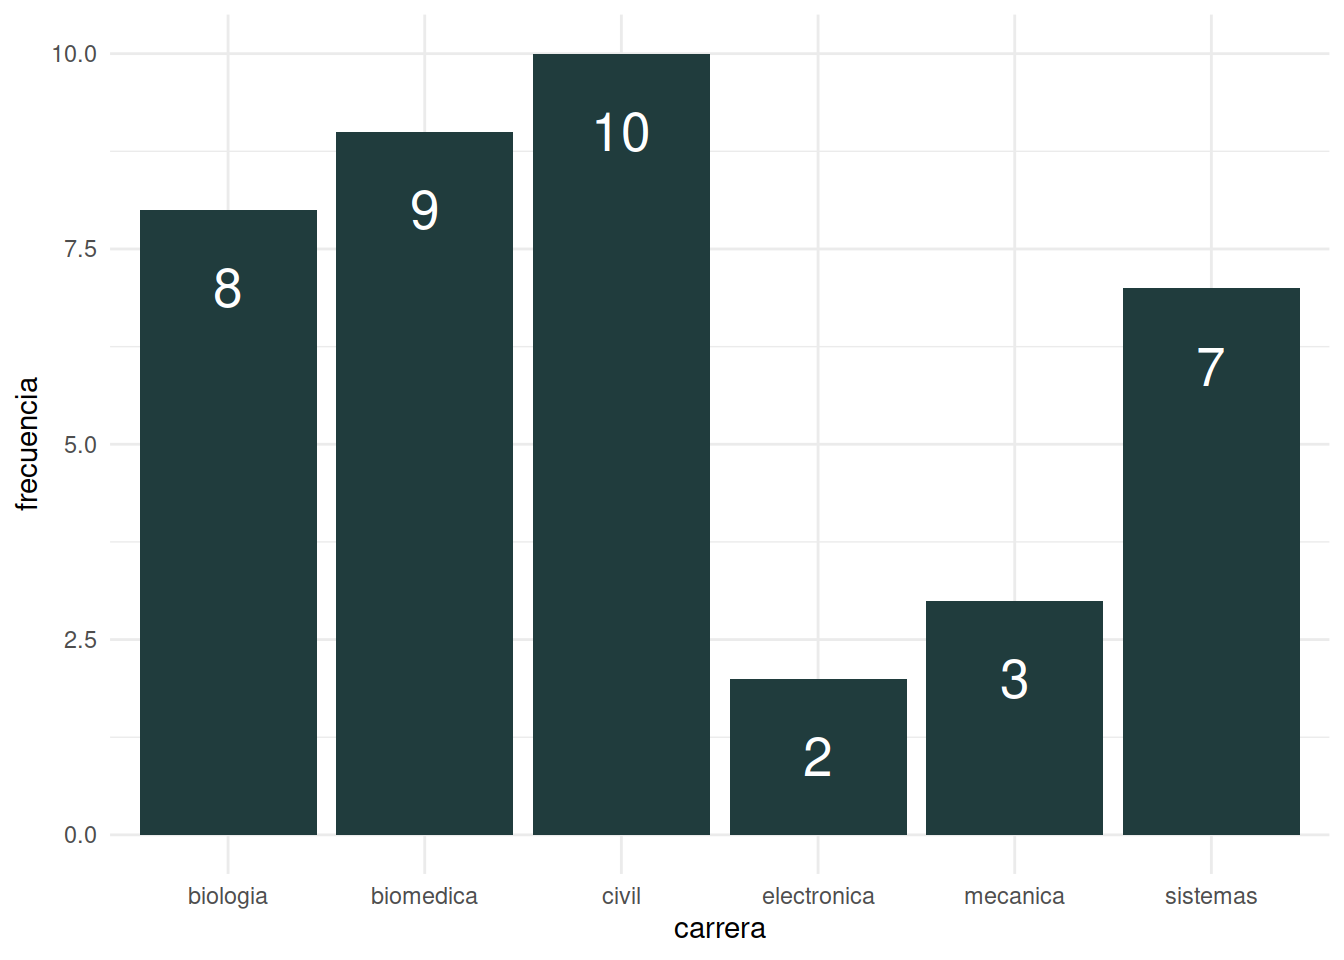 10.0
7.5
5.0
2.5
0.0
frecuencia
8
9
10
2
3
7
biologia
biomedica
civil
electronica
mecanica
sistemas
carrera